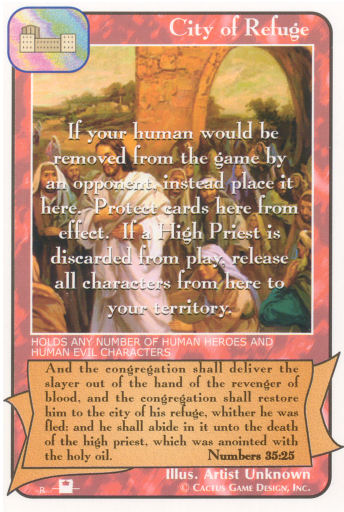 City of Refuge
If your human would be
removed from the game by
an opponent, instead place it
here. Protect cards here from
effect. If a High Priest is
discarded from play, release
all characters from here to
your territory.
HOLDS ANY NUMBER OF HUMAN HEROES AND
HUMAN EVIL CHARACTERS
And the congregation shall deliver the
slayer out of the hand of the revenger of
blood, and the congregation shall restore
him to the city of his refuge, whither he was
fled: and he shall abide in it unto the death
of the high priest, which was anointed with
the holy oil. Numbers 35:25
Illus. Artist Unknown
R © CACTUS GAME DESIGN, INC.